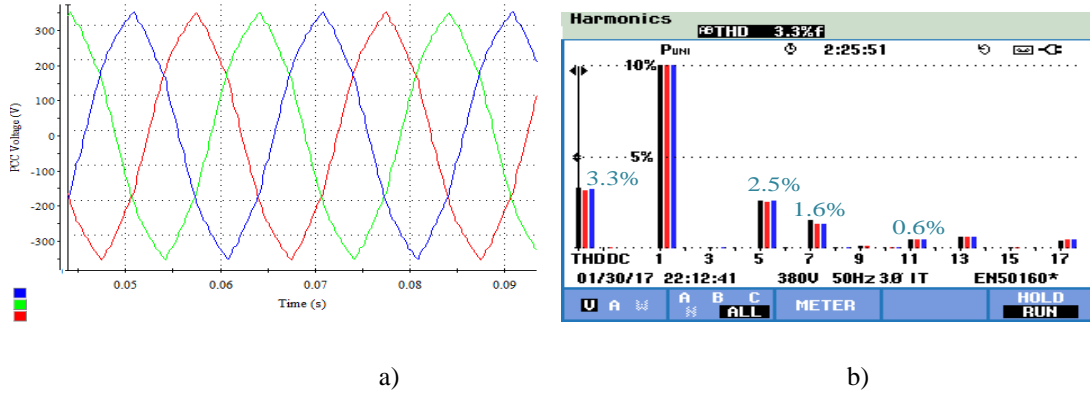 300
200
100
0
-100
-200
-300
PCC Voltage (V)
0.05
0.06
0.07
0.08
0.09
Time (s)
a)
Harmonics
THD 3.3%f
PUNI 2:25:51
10%
5%
3.3%
2.5%
1.6%
0.6%
THD DC 1 3 5 7 9 11 13 15 17
01/30/17 22:12:41 380V 50Hz 3Ø IT EN50160*
V A W
A B C
N ALL
METER
HOLD
RUN
b)